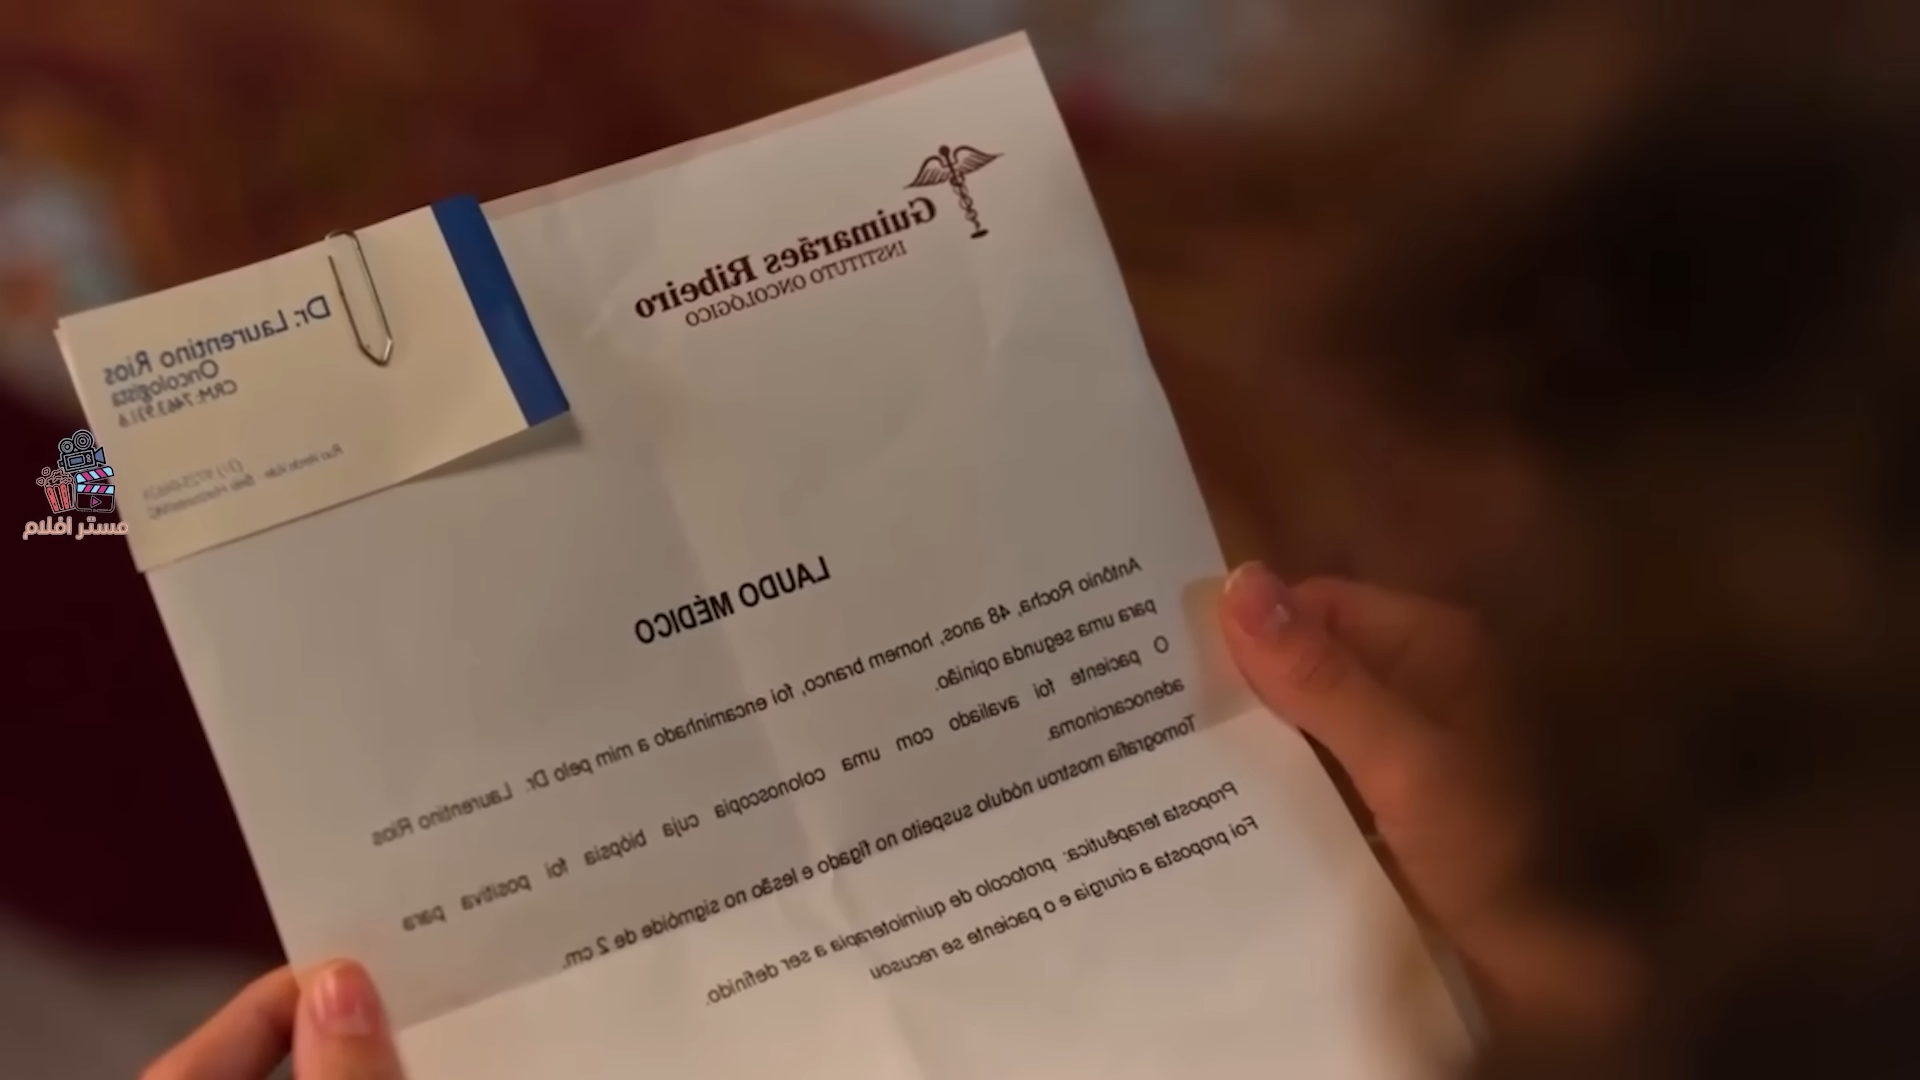 Guimarães Ribeiro
INSTITUTO ONCOLÓGICO
Dr. Laurentino Rios
Oncologista
LAUDO MÉDICO
Antônio Rocha, 48 anos, homem branco, foi encaminhado a mim pelo Dr. Laurentino Rios
para uma segunda opinião.
O paciente foi avaliado com uma colonoscopia cuja biópsia foi positiva para
adenocarcinoma.
Tomografia mostrou nódulo suspeito no fígado e lesão no sigmóide de 2 cm.
Proposta terapêutica: protocolo de quimioterapia a ser definido.
Foi proposta a cirurgia e o paciente se recusou
مستر افلام